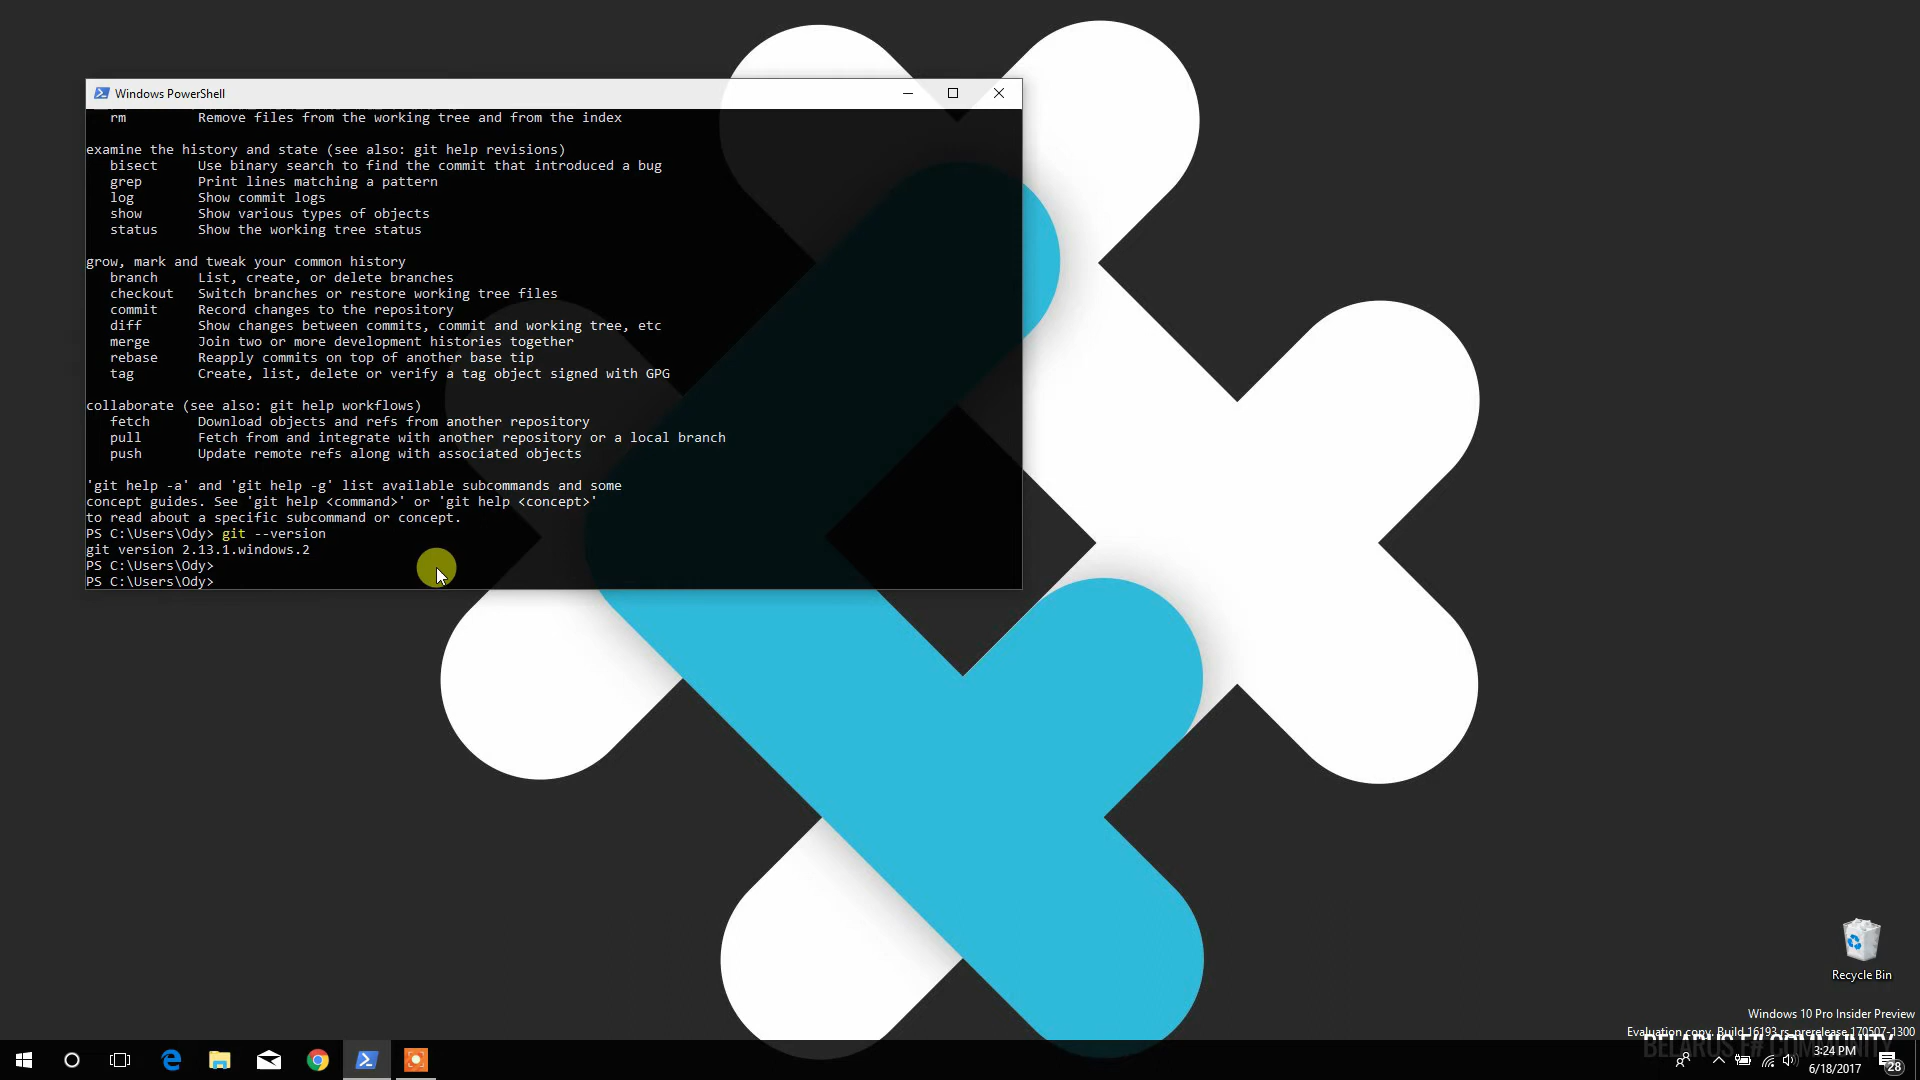 Windows PowerShell
rm Remove files from the working tree and from the index
examine the history and state (see also: git help revisions)
bisect Use binary search to find the commit that introduced a bug
grep Print lines matching a pattern
log Show commit logs
show Show various types of objects
status Show the working tree status
grow, mark and tweak your common history
branch List, create, or delete branches
checkout Switch branches or restore working tree files
commit Record changes to the repository
diff Show changes between commits, commit and working tree, etc
merge Join two or more development histories together
rebase Reapply commits on top of another base tip
tag Create, list, delete or verify a tag object signed with GPG
collaborate (see also: git help workflows)
fetch Download objects and refs from another repository
pull Fetch from and integrate with another repository or a local branch
push Update remote refs along with associated objects
'git help -a' and 'git help -g' list available subcommands and some
concept guides. See 'git help <command>' or 'git help <concept>'
to read about a specific subcommand or concept.
PS C:\Users\Ody> git --version
git version 2.13.1.windows.2
PS C:\Users\Ody>
PS C:\Users\Ody>
Recycle Bin
Windows 10 Pro Insider Preview
Evaluation copy. Build 16193.rs_prerelease.170507-1300
BELARUS F# COMMUNITY
3:24 PM
6/18/2017
28